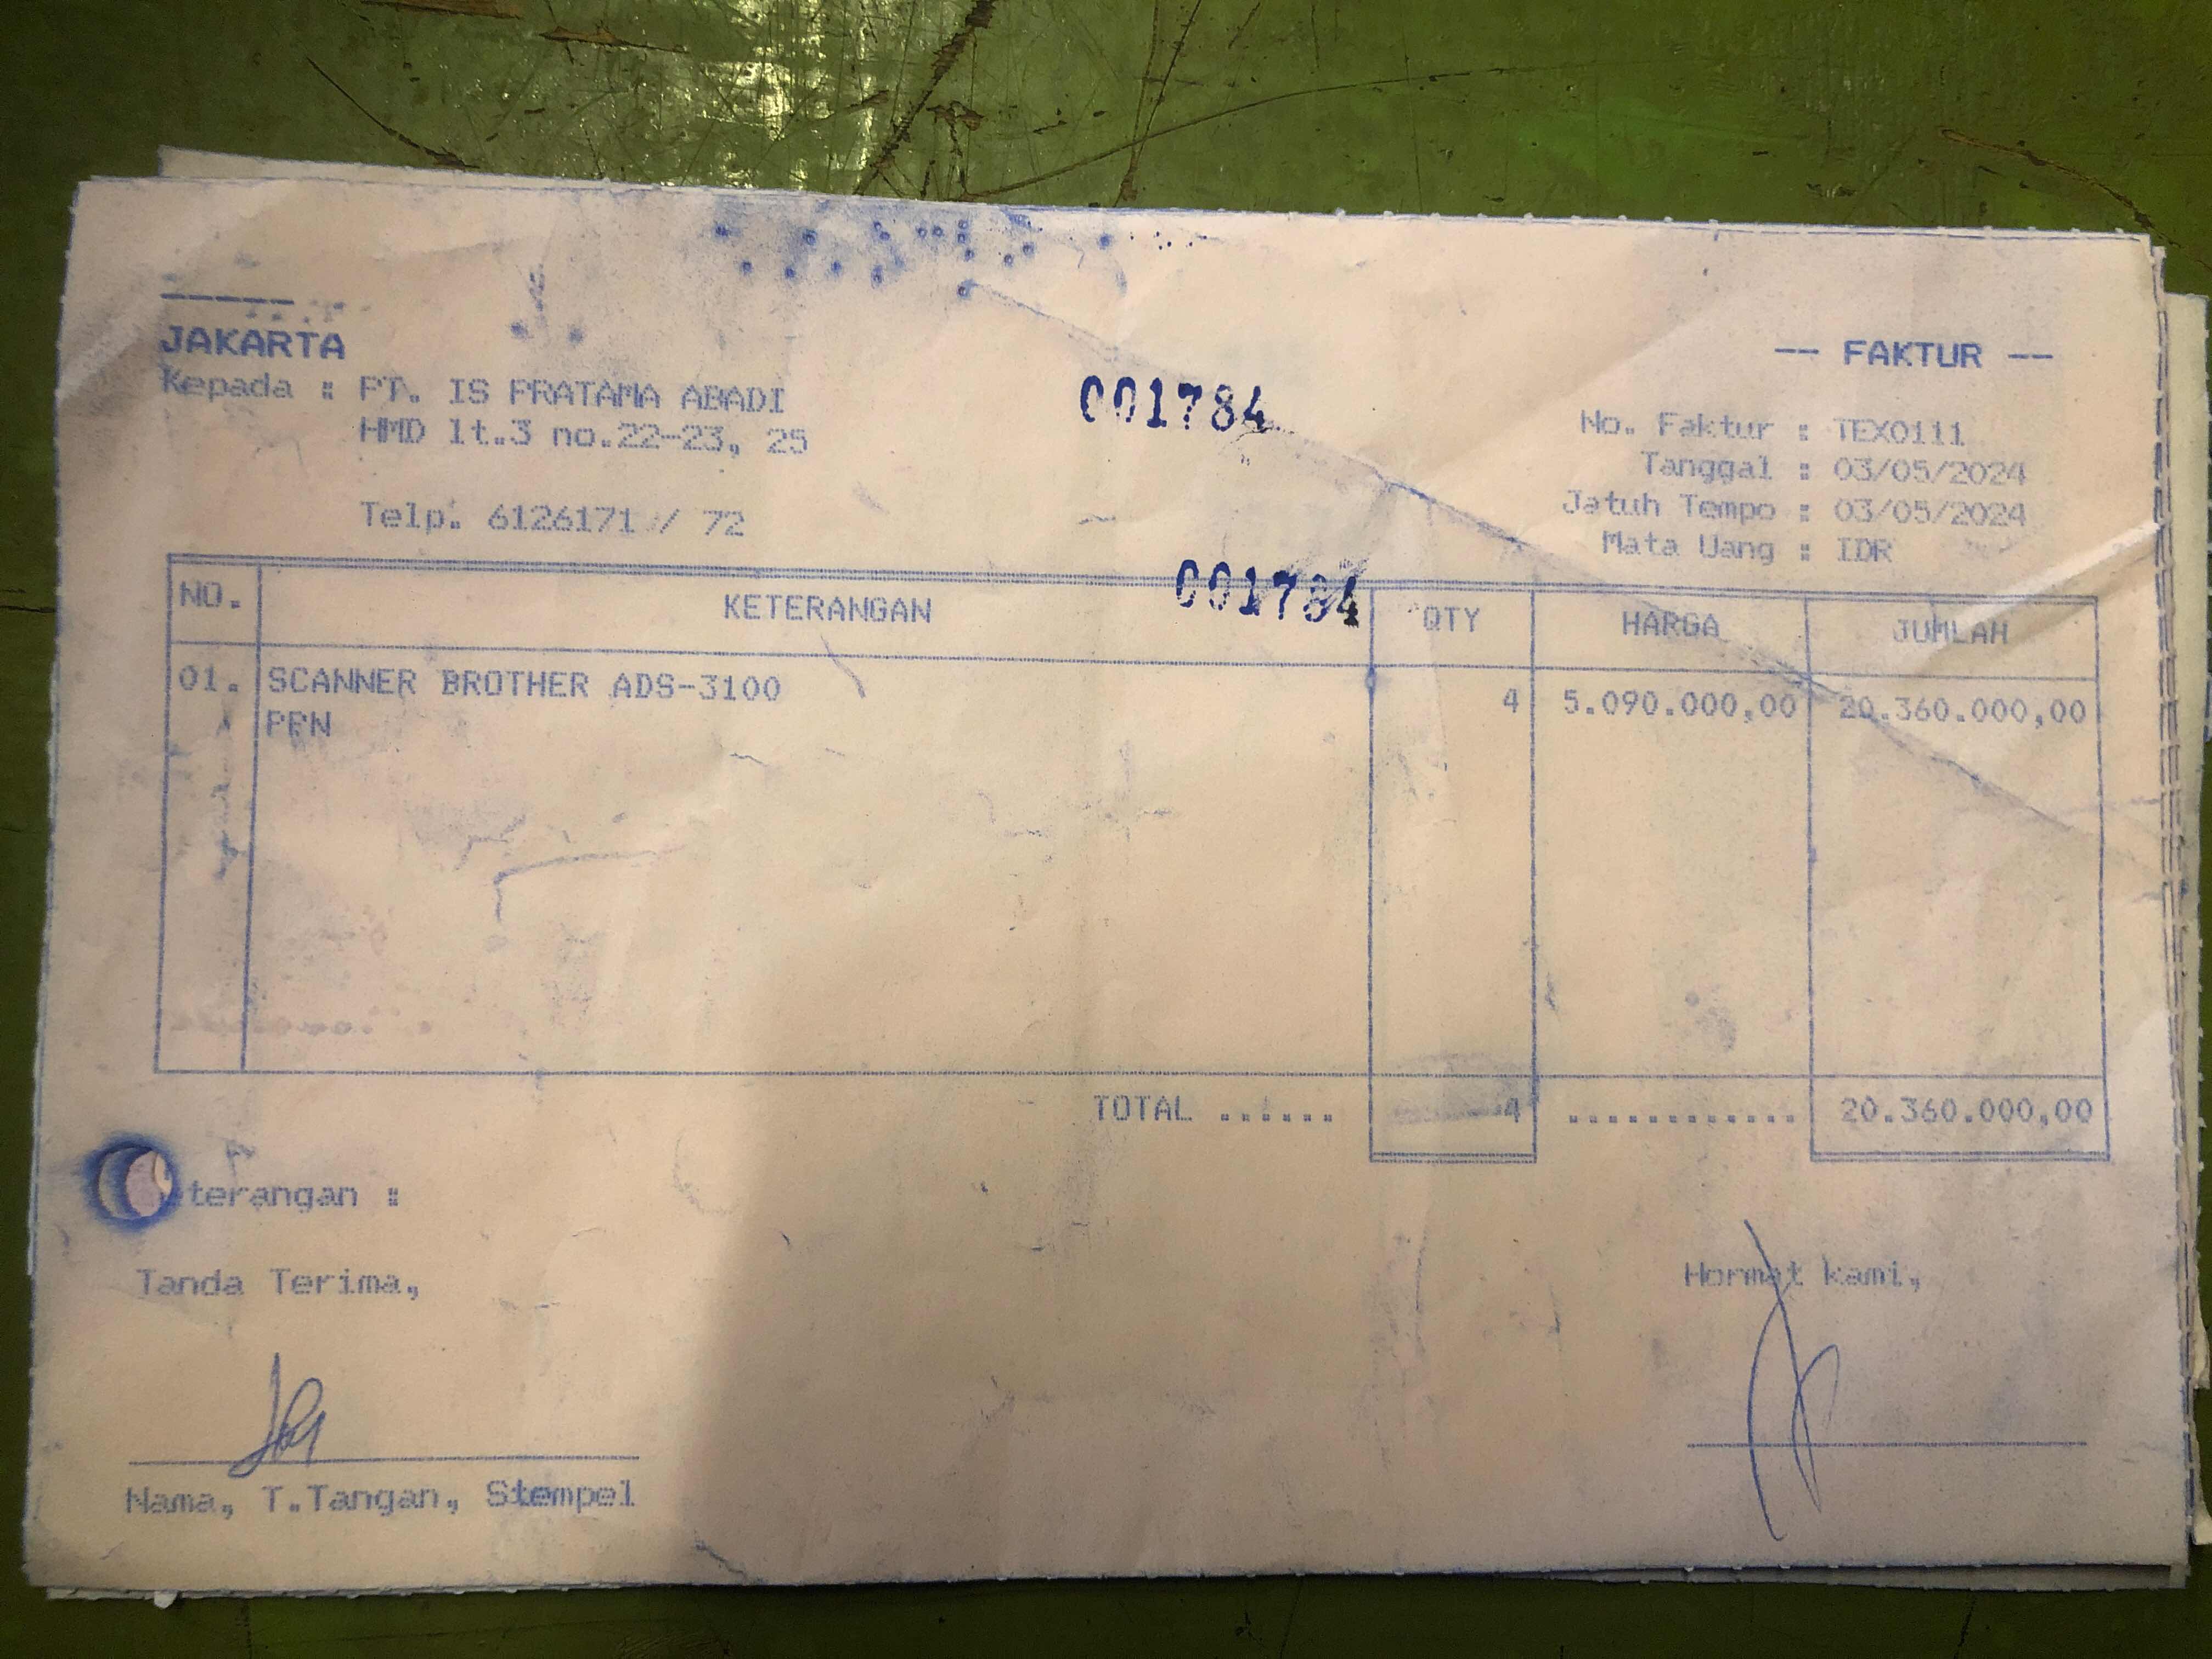 JAKARTA
-- FAKTUR --
Kepada : PT. IS PRATAMA ABADI
HMD lt.3 no.22-23, 25
Telp. 6126171 / 72
001784
No. Faktur : TEX0111
Tanggal : 03/05/2024
Jatuh Tempo : 03/05/2024
Mata Uang : IDR
001784
NO. KETERANGAN QTY HARGA JUMLAH
01. SCANNER BROTHER ADS-3100 4 5.090.000,00 20.360.000,00
PPN
TOTAL ...... 4 ............ 20.360.000,00
eterangan :
Tanda Terima,
Hormat kami,
Nama, T.Tangan, Stempel